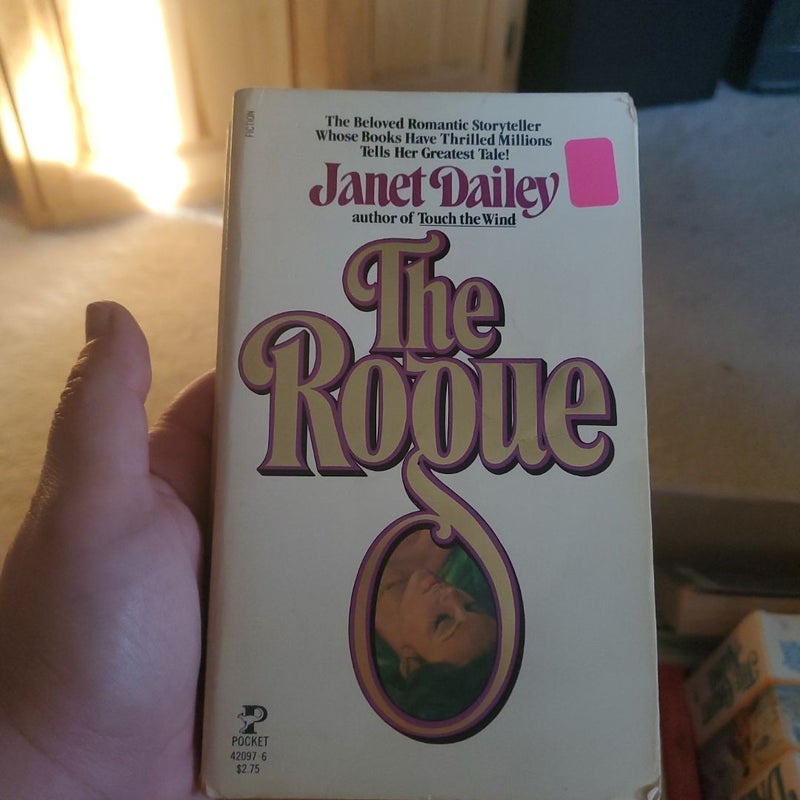 FICTION
The Beloved Romantic Storyteller
Whose Books Have Thrilled Millions
Tells Her Greatest Tale!
Janet Dailey
author of Touch the Wind
The
Rogue
POCKET
42097-6
$2.75